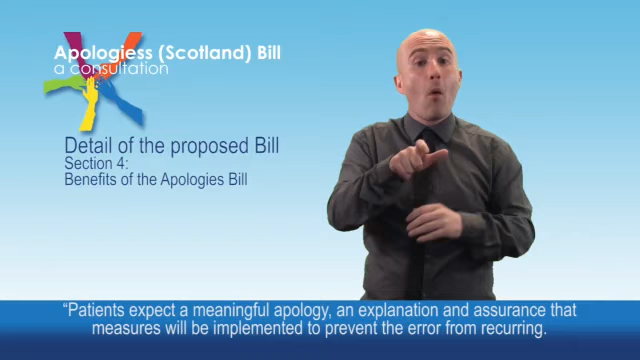 Apologiess (Scotland) Bill
a consultation
Detail of the proposed Bill
Section 4:
Benefits of the Apologies Bill
“Patients expect a meaningful apology, an explanation and assurance that
measures will be implemented to prevent the error from recurring.